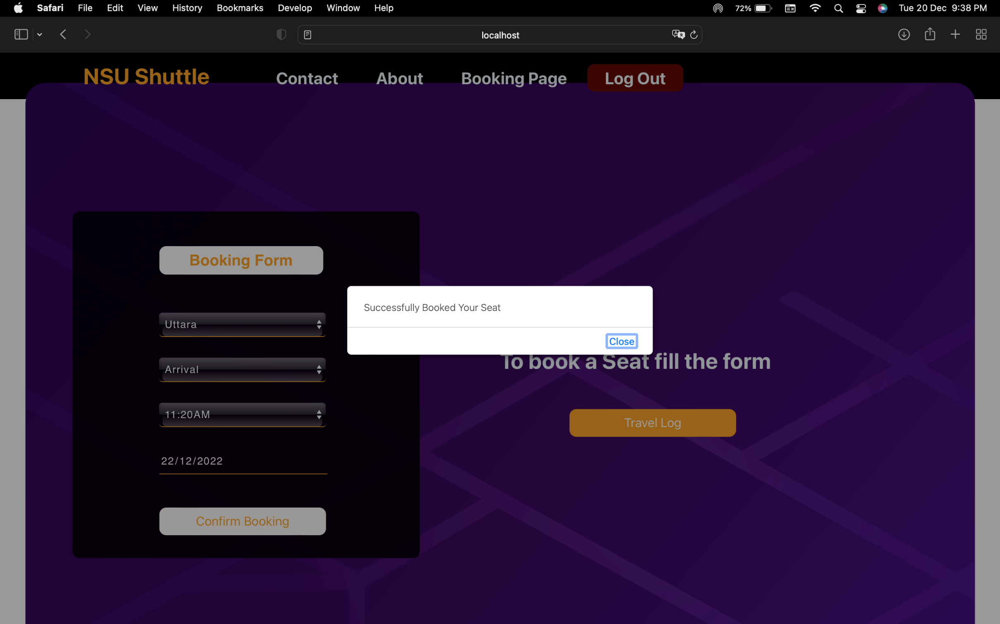 Safari File Edit View History Bookmarks Develop Window Help 72% Tue 20 Dec 9:38 PM
localhost
NSU Shuttle Contact About Booking Page Log Out
Booking Form
Successfully Booked Your Seat
Uttara
Close
To book a Seat fill the form
Arrival
11:20AM
Travel Log
22/12/2022
Confirm Booking